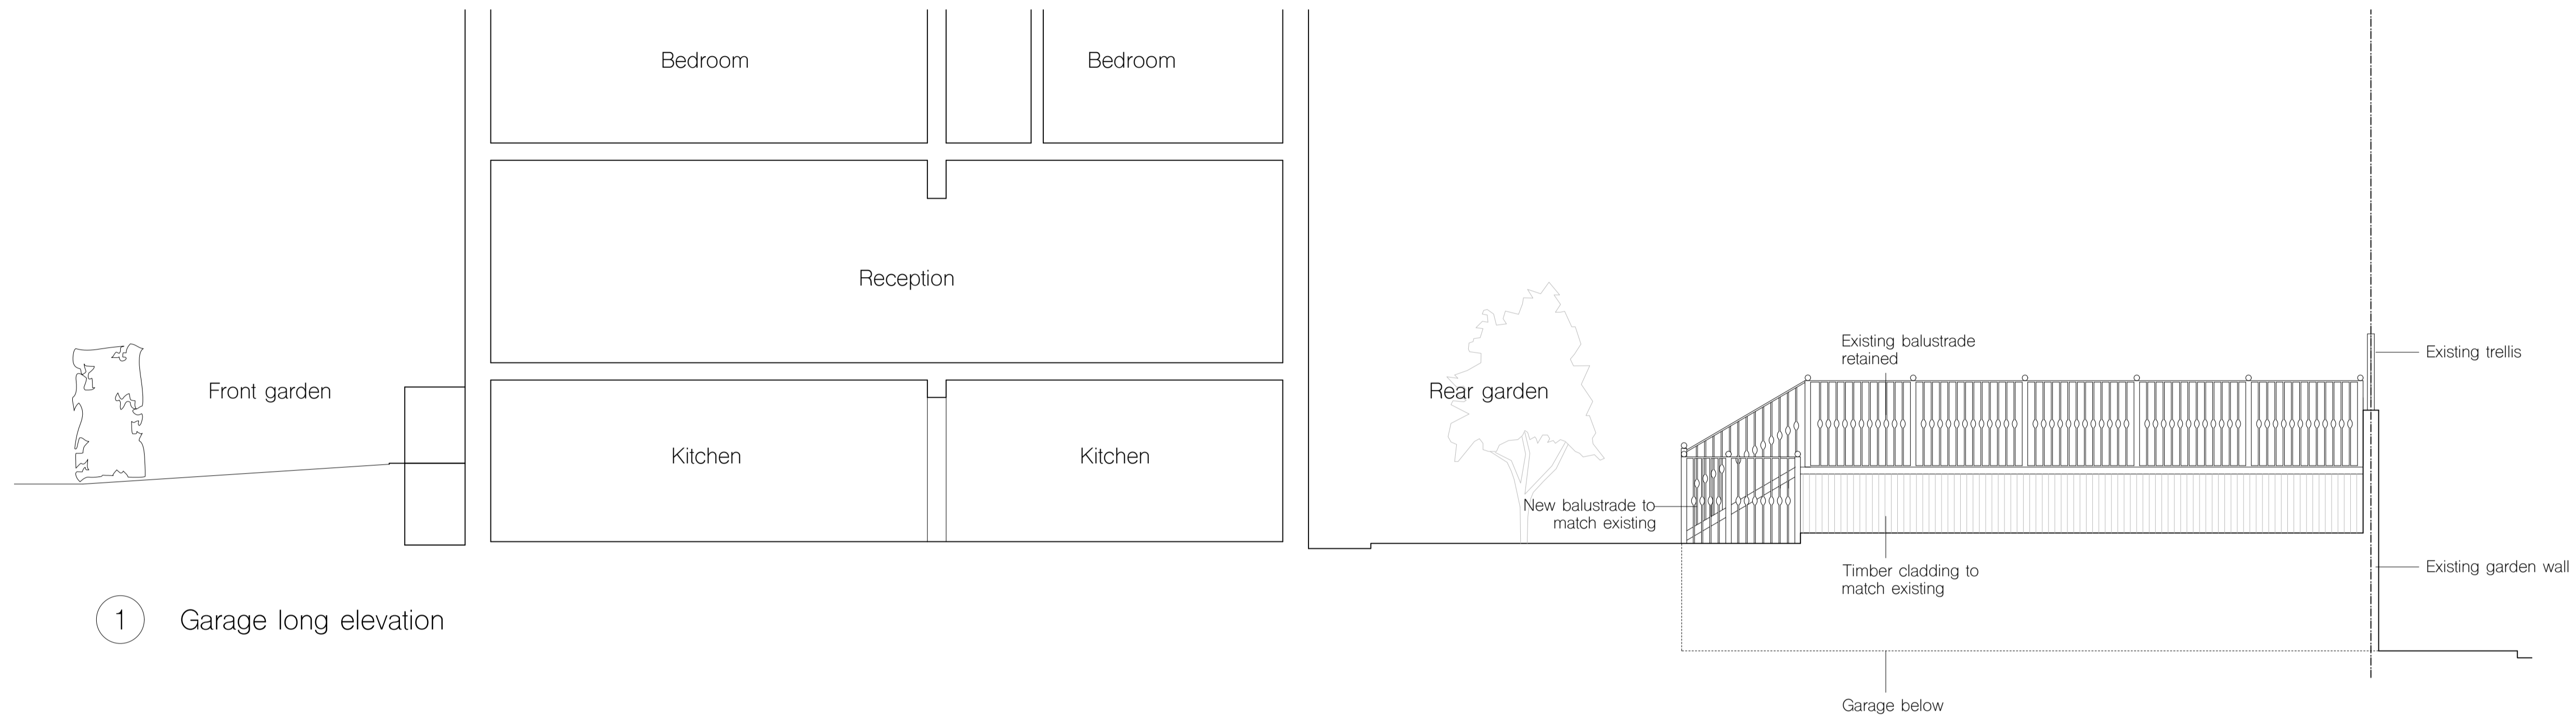 Bedroom
Bedroom
Reception
Front garden
Kitchen
Kitchen
Rear garden
Existing balustrade
retained
Existing trellis
New balustrade to
match existing
Timber cladding to
match existing
Existing garden wall
1 Garage long elevation
Garage below